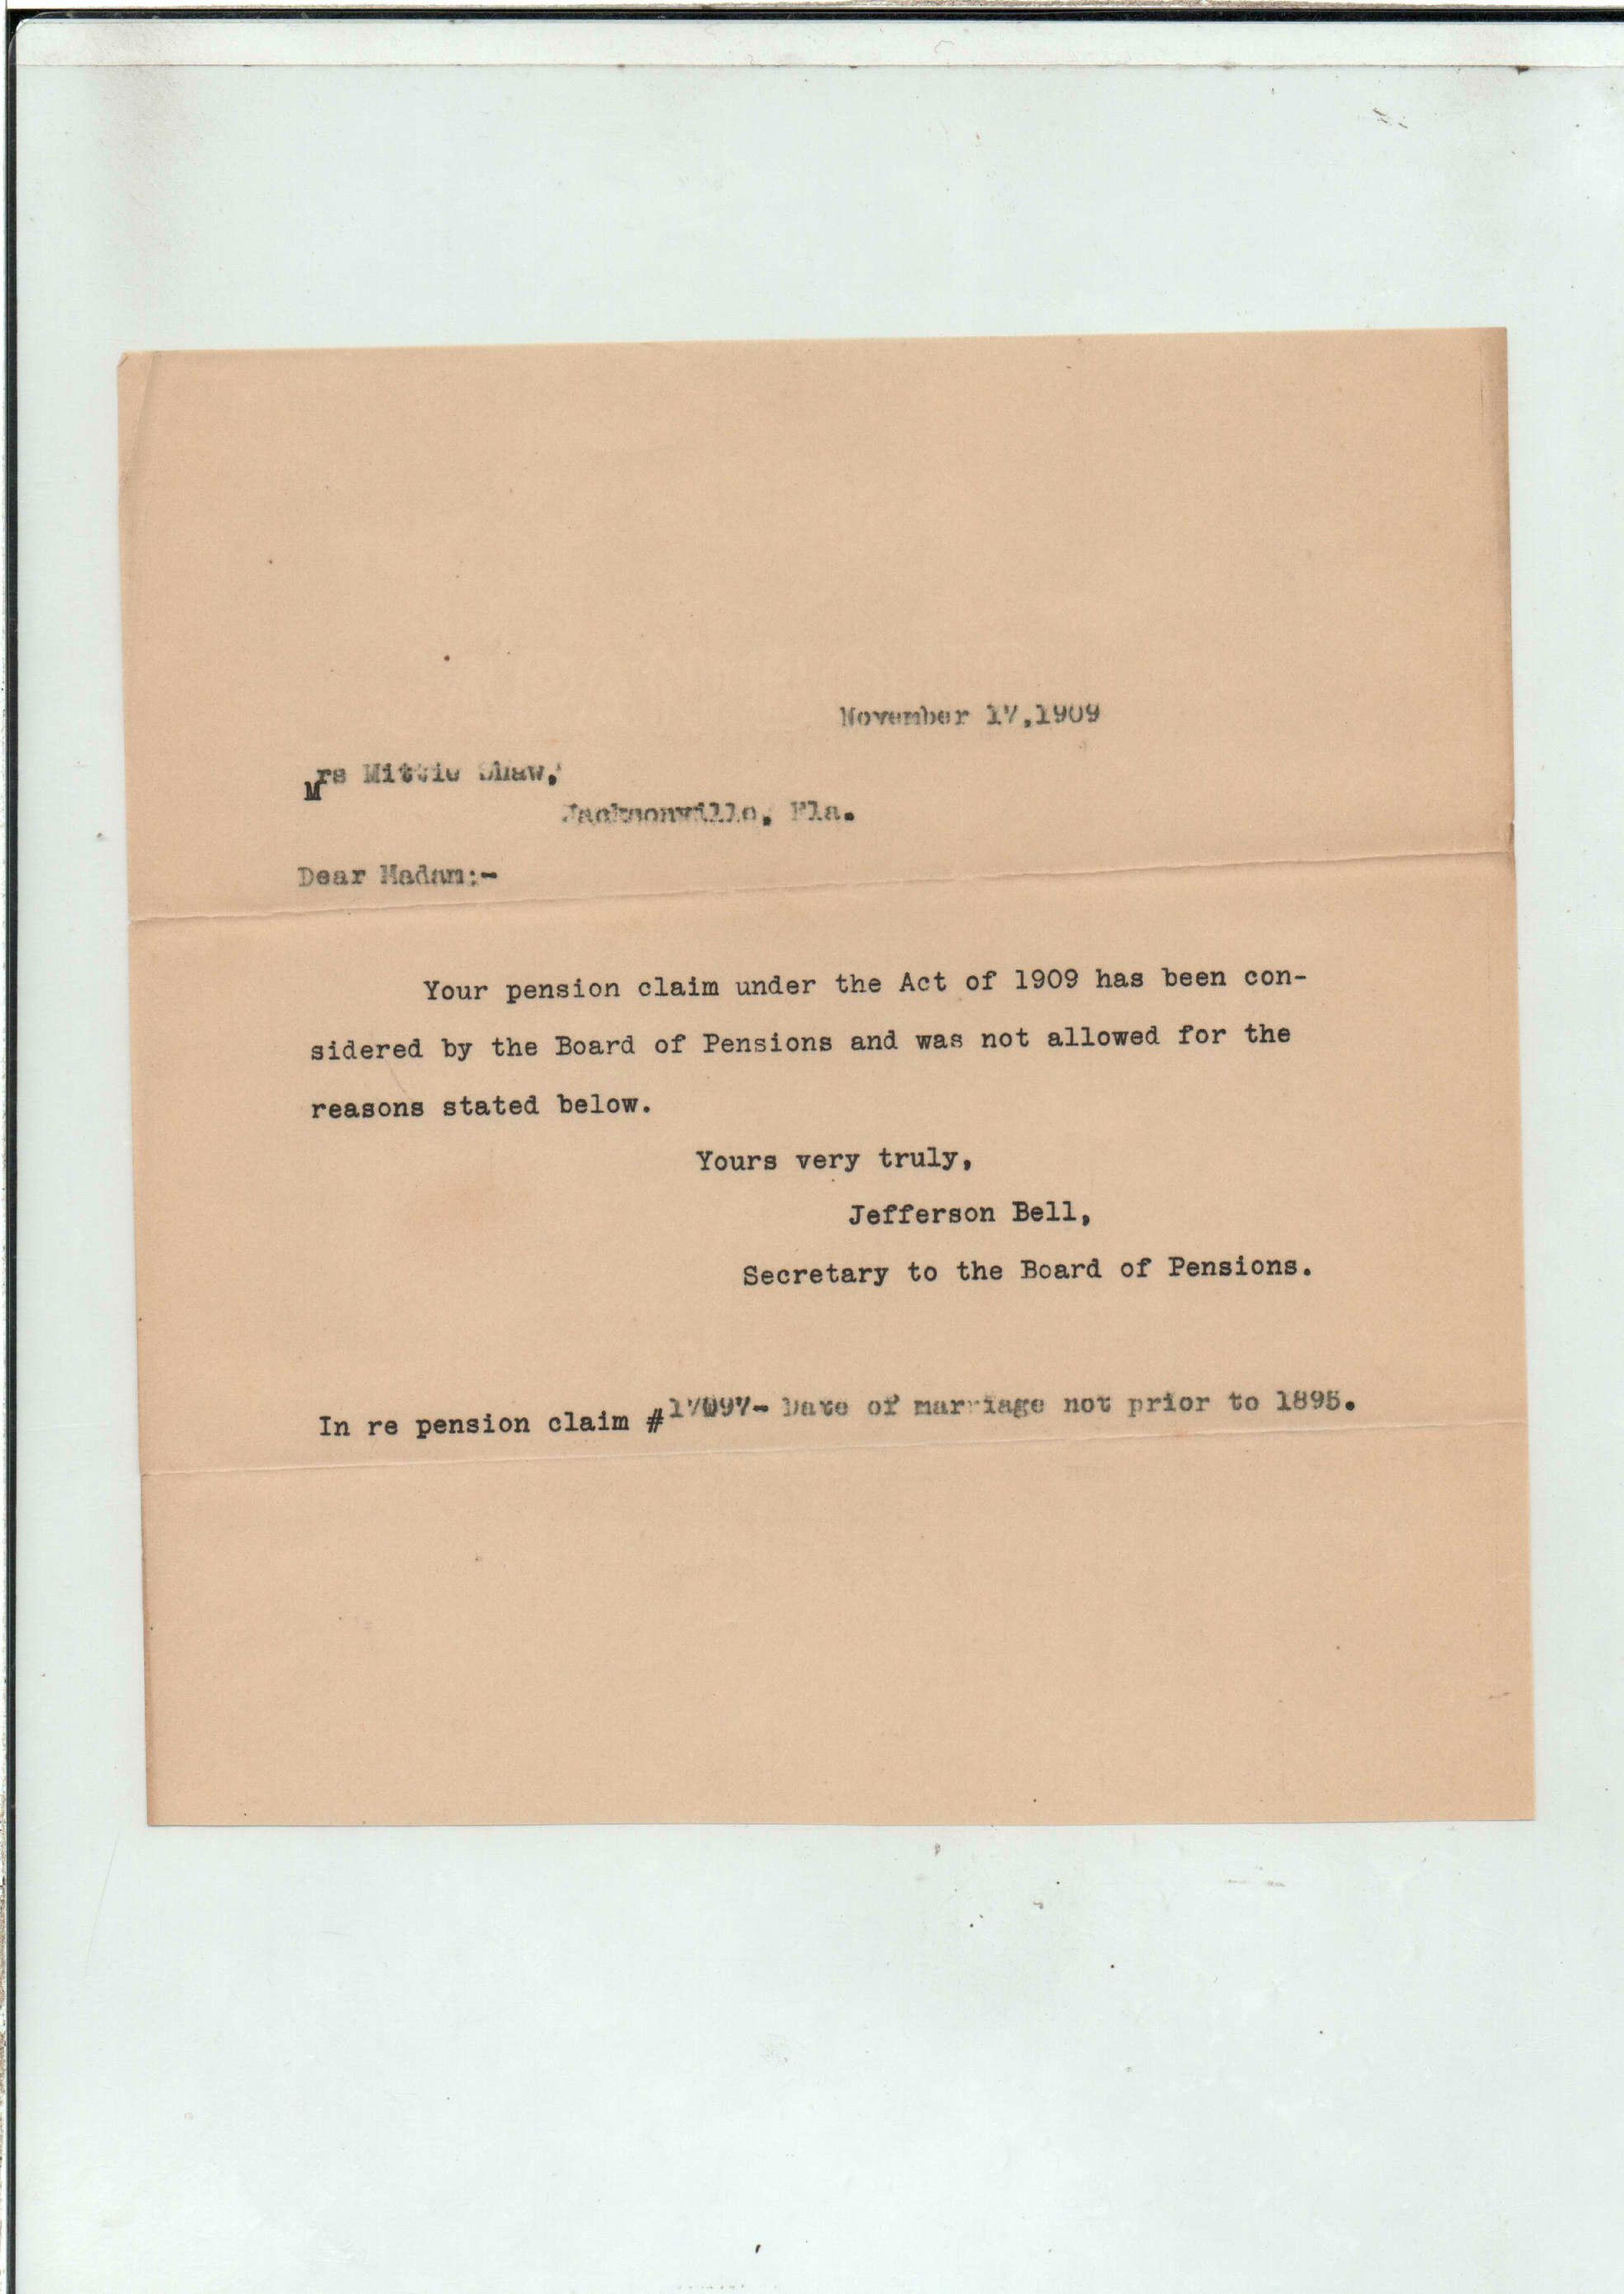 November 17,1909
Mrs Mittie Shaw,
Jacksonville, Fla.
Dear Madam:-
Your pension claim under the Act of 1909 has been con-
sidered by the Board of Pensions and was not allowed for the
reasons stated below.
Yours very truly,
Jefferson Bell,
Secretary to the Board of Pensions.
In re pension claim #17097- Date of marriage not prior to 1895.